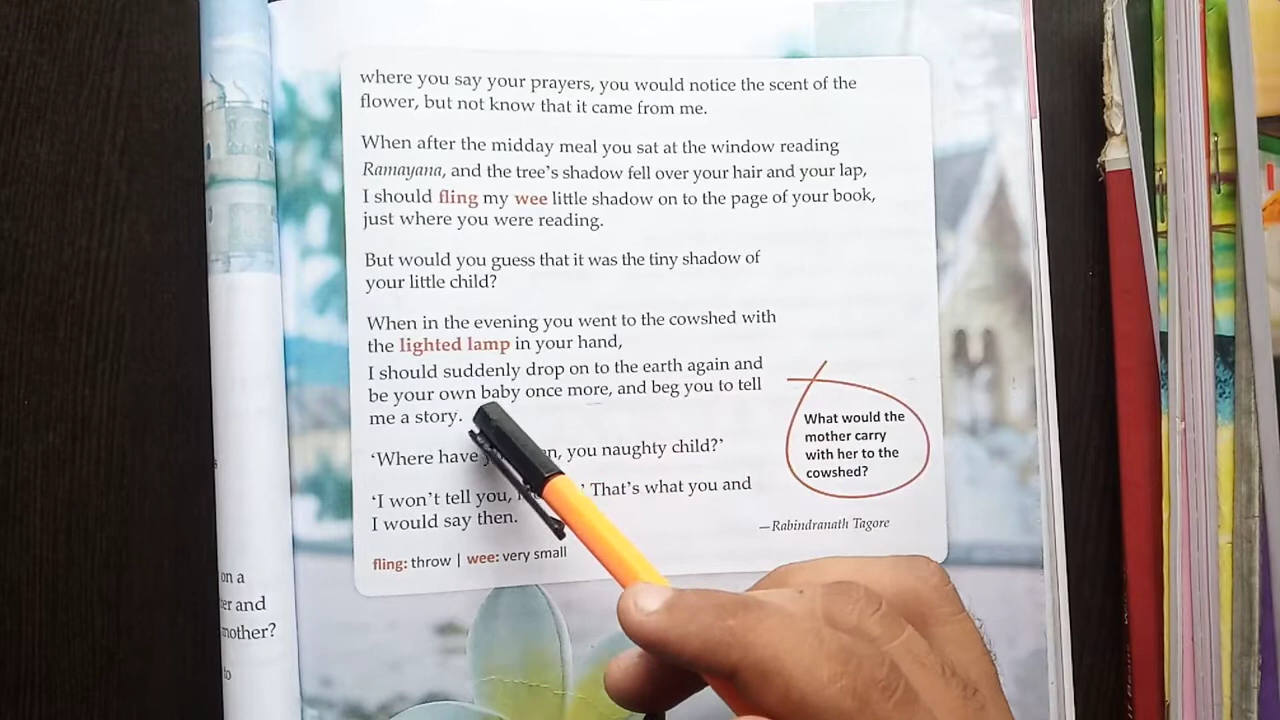 where you say your prayers, you would notice the scent of the
flower, but not know that it came from me.
When after the midday meal you sat at the window reading
Ramayana, and the tree's shadow fell over your hair and your lap,
I should fling my wee little shadow on to the page of your book,
just where you were reading.
But would you guess that it was the tiny shadow of
your little child?
When in the evening you went to the cowshed with
the lighted lamp in your hand,
I should suddenly drop on to the earth again and
be your own baby once more, and beg you to tell
me a story.
'Where have you, you naughty child?'
'I won't tell you, ' That's what you and
I would say then.
—Rabindranath Tagore
fling: throw | wee: very small
What would the
mother carry
with her to the
cowshed?
on a
and
mother?
to